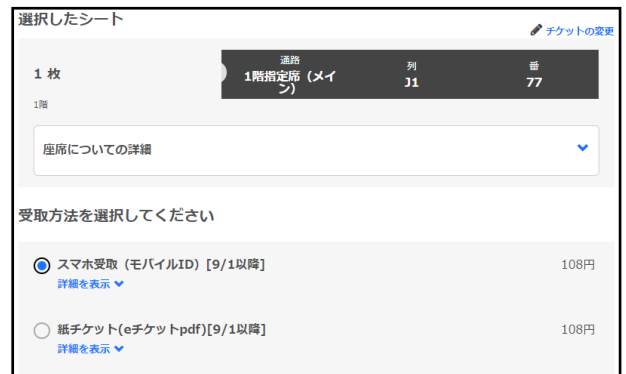 選択したシート
チケットの変更
通路 列 番
1 枚 1階指定席（メイ J1 77
ン）
1階
座席についての詳細
受取方法を選択してください
スマホ受取（モバイルID）[9/1以降] 108円
詳細を表示
紙チケット(eチケットpdf)[9/1以降] 108円
詳細を表示